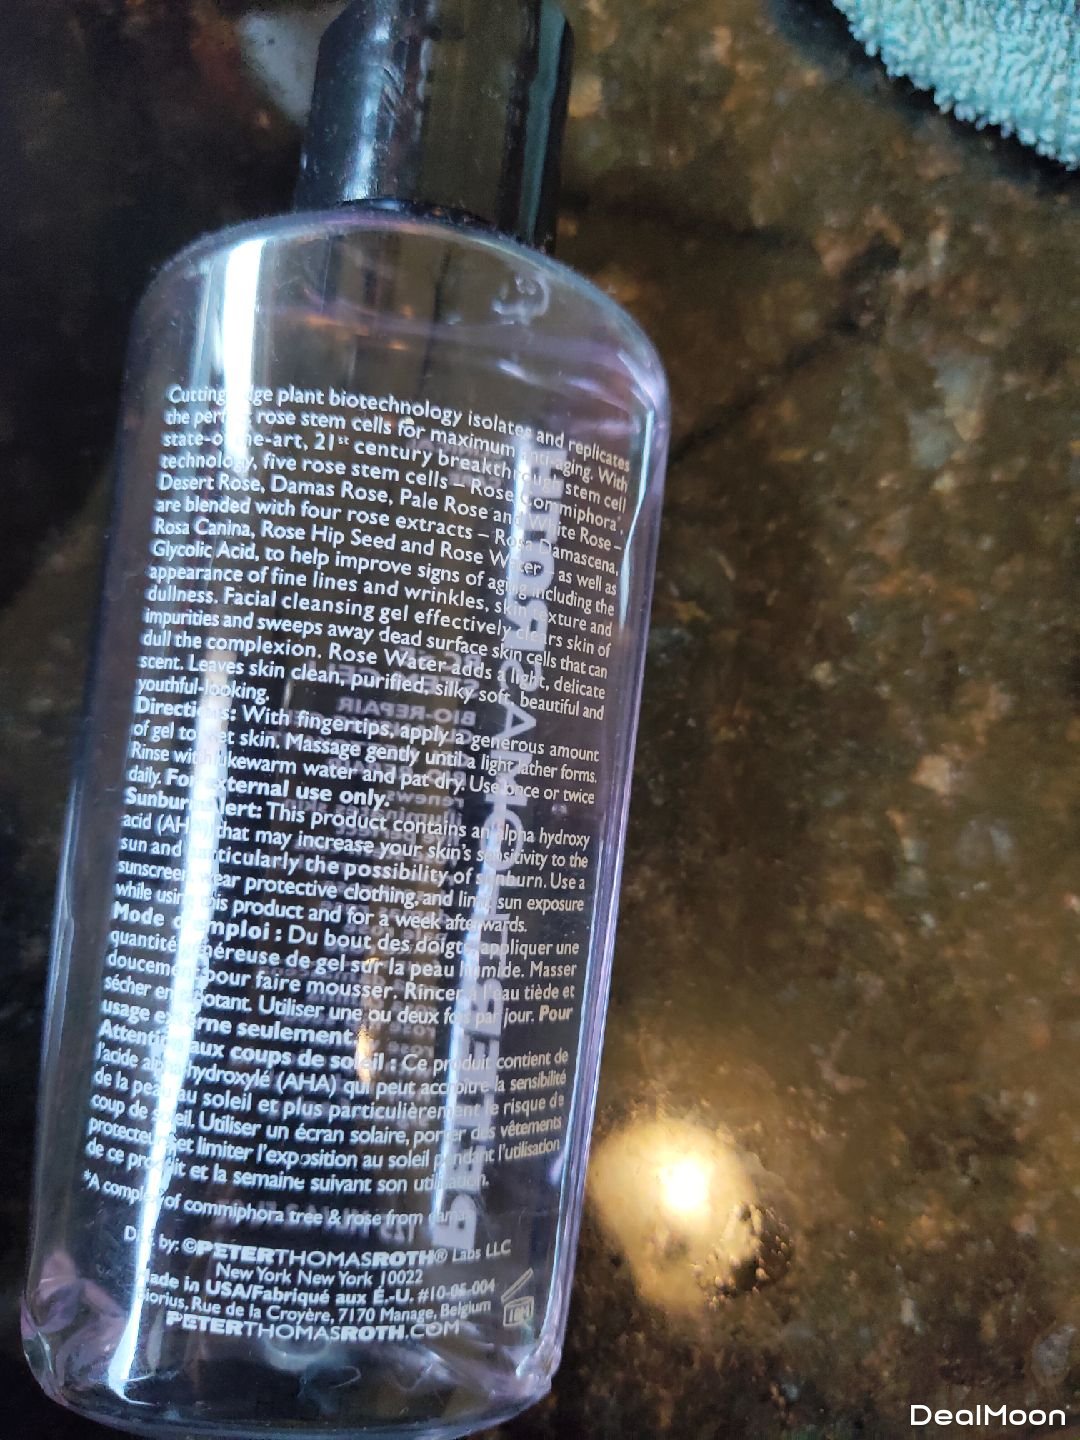 Cutting edge plant biotechnology isolates and replicates
the perfect rose stem cells for maximum anti-aging. With
state-of-the-art, 21st century breakthrough stem cell
technology, five rose stem cells – Rose Commiphora*,
Desert Rose, Damas Rose, Pale Rose and White Rose –
are blended with four rose extracts – Rosa Damascena,
Rosa Canina, Rose Hip Seed and Rose Water, as well as
Glycolic Acid, to help improve signs of aging including the
appearance of fine lines and wrinkles, skin texture and
dullness. Facial cleansing gel effectively clears skin of
impurities and sweeps away dead surface skin cells that can
dull the complexion. Rose Water adds a light, delicate
scent. Leaves skin clean, purified, silky soft, beautiful and
youthful-looking.
Directions: With fingertips, apply a generous amount
of gel to wet skin. Massage gently until a light lather forms.
Rinse with lukewarm water and pat dry. Use once or twice
daily. For external use only.
Sunburn Alert: This product contains an alpha hydroxy
acid (AHA) that may increase your skin's sensitivity to the
sun and particularly the possibility of sunburn. Use a
sunscreen, wear protective clothing, and limit sun exposure
while using this product and for a week afterwards.
Mode d'emploi : Du bout des doigts, appliquer une
quantité généreuse de gel sur la peau humide. Masser
doucement pour faire mousser. Rincer à l'eau tiède et
sécher en tapotant. Utiliser une ou deux fois par jour. Pour
usage externe seulement.
Attention aux coups de soleil : Ce produit contient de
l'acide alpha-hydroxylé (AHA) qui peut accroître la sensibilité
de la peau au soleil et plus particulièrement le risque de
coup de soleil. Utiliser un écran solaire, porter des vêtements
protecteurs et limiter l'exposition au soleil pendant l'utilisation
de ce produit et la semaine suivant son utilisation.
*A complex of commiphora tree & rose from
Dist. by: ©PETERTHOMASROTH® Labs LLC
New York New York 10022
Made in USA/Fabriqué aux É.-U. #10-06-004
Biorius, Rue de la Croyère, 7170 Manage, Belgium
PETERTHOMASROTH.COM
DealMoon